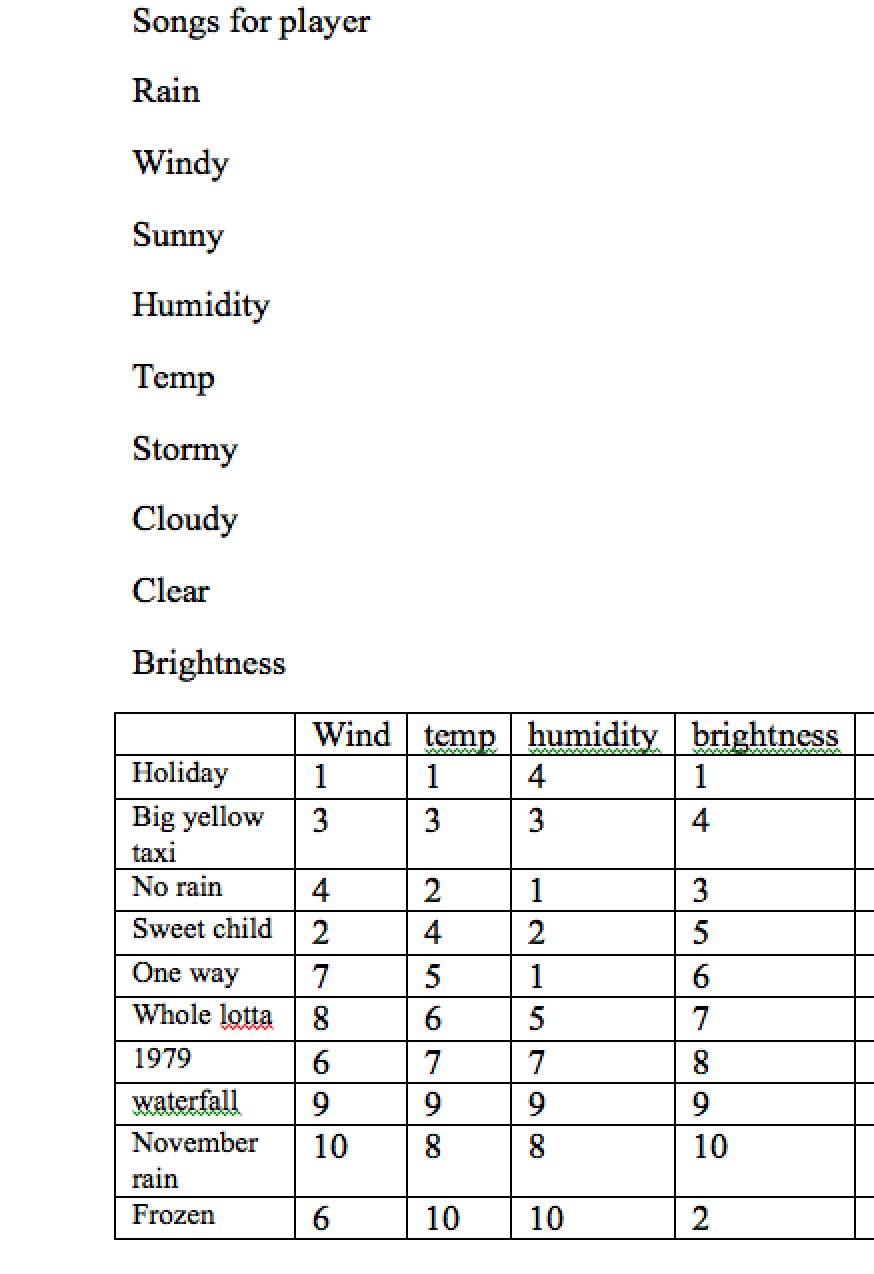 Songs for player
Rain
Windy
Sunny
Humidity
Temp
Stormy
Cloudy
Clear
Brightness
Wind temp humidity brightness
Holiday 1 1 4 1
Big yellow taxi 3 3 3 4
No rain 4 2 1 3
Sweet child 2 4 2 5
One way 7 5 1 6
Whole lotta 8 6 5 7
1979 6 7 7 8
waterfall 9 9 9 9
November rain 10 8 8 10
Frozen 6 10 10 2